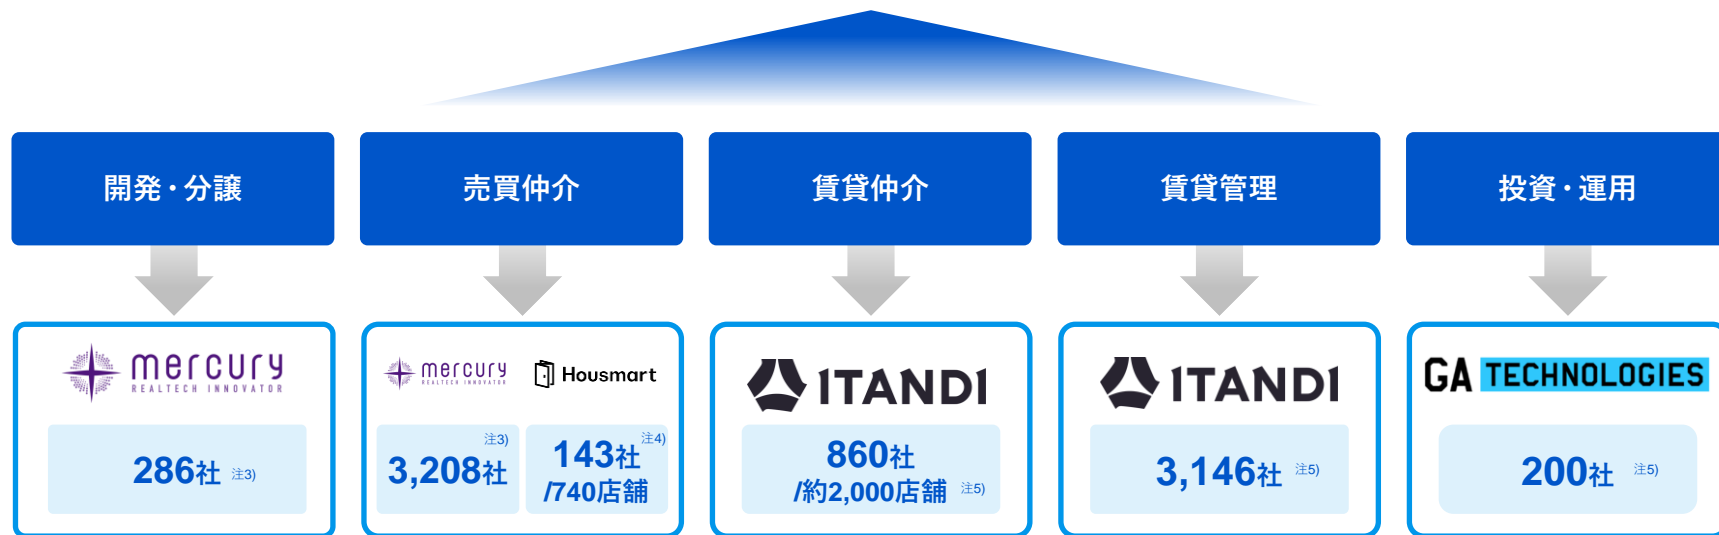 開発・分譲
売買仲介
賃貸仲介
賃貸管理
投資・運用
mercury
REALTECH INNOVATOR
286社 注3)
mercury
REALTECH INNOVATOR
注3)
3,208社
Housmart
143社 注4)
/740店舗
ITANDI
860社
/約2,000店舗 注5)
ITANDI
3,146社 注5)
GA TECHNOLOGIES
200社 注5)